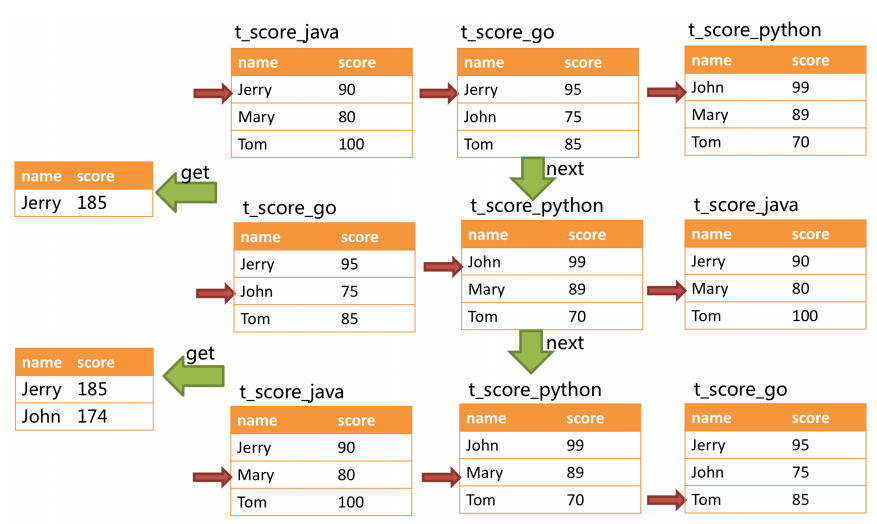 t_score_java
name score
Jerry 90
Mary 80
Tom 100
t_score_go
name score
Jerry 95
John 75
Tom 85
t_score_python
name score
John 99
Mary 89
Tom 70
get
name score
Jerry 185
next
t_score_go
name score
Jerry 95
John 75
Tom 85
t_score_python
name score
John 99
Mary 89
Tom 70
t_score_java
name score
Jerry 90
Mary 80
Tom 100
get
name score
Jerry 185
John 174
next
t_score_java
name score
Jerry 90
Mary 80
Tom 100
t_score_python
name score
John 99
Mary 89
Tom 70
t_score_go
name score
Jerry 95
John 75
Tom 85